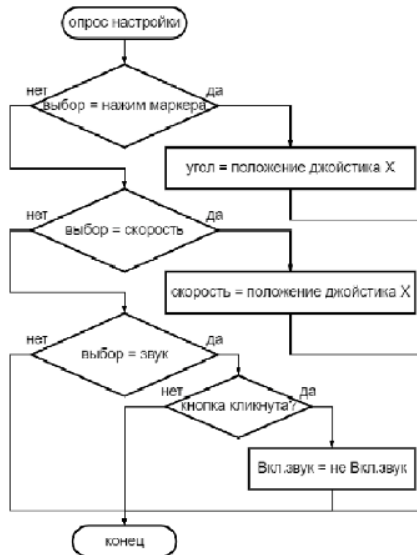 опрос настройки
нет
да
выбор = нажим маркера
угол = положение джойстика X
нет
да
выбор = скорость
скорость = положение джойстика X
нет
да
выбор = звук
нет
да
кнопка кликнута?
Вкл.звук = не Вкл.звук
конец